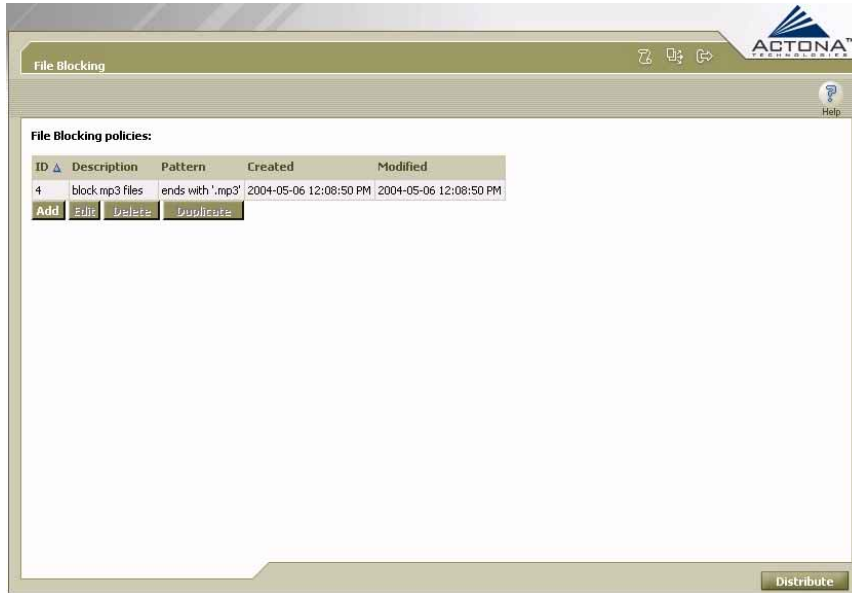 ACTONA™
TECHNOLOGIES
File Blocking
Help
File Blocking policies:
ID Description Pattern Created Modified
4 block mp3 files ends with '.mp3' 2004-05-06 12:08:50 PM 2004-05-06 12:08:50 PM
Add Edit Delete Duplicate
Distribute